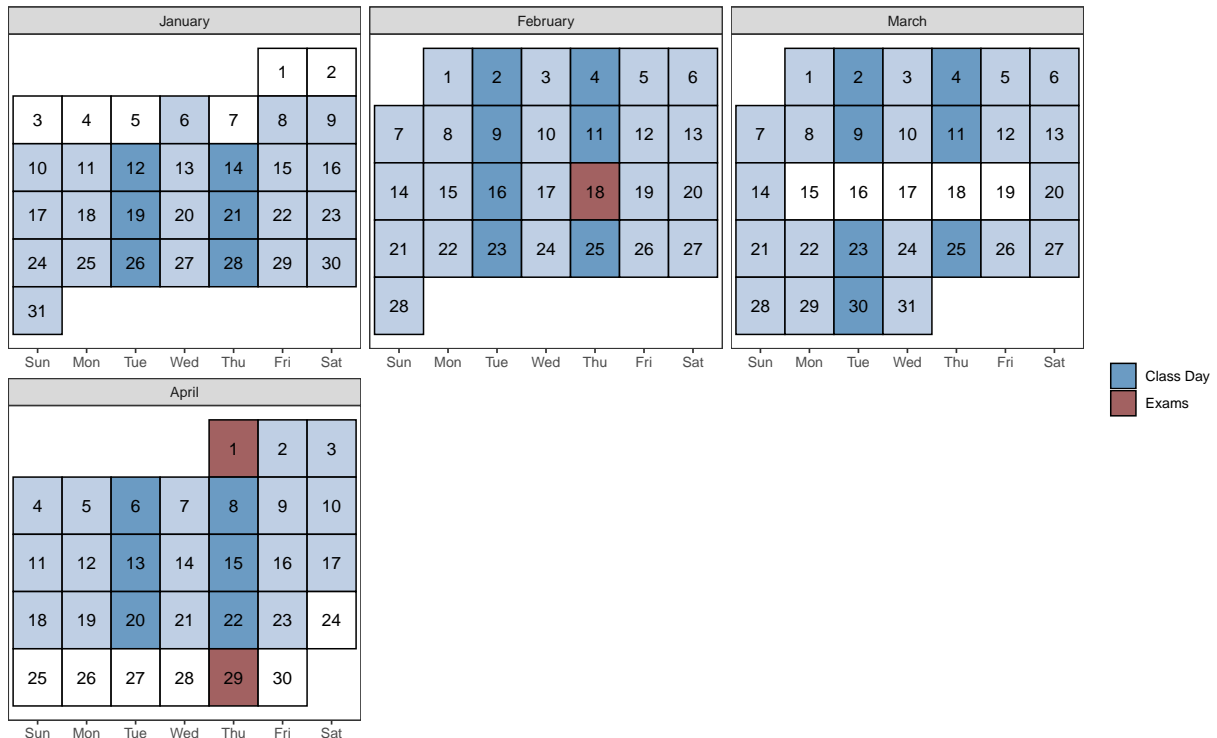 January February March
1 2
3 4 5 6 7 8 9
10 11 12 13 14 15 16
17 18 19 20 21 22 23
24 25 26 27 28 29 30
31
Sun Mon Tue Wed Thu Fri Sat
1 2 3 4 5 6
7 8 9 10 11 12 13
14 15 16 17 18 19 20
21 22 23 24 25 26 27
28
Sun Mon Tue Wed Thu Fri Sat
1 2 3 4 5 6
7 8 9 10 11 12 13
14 15 16 17 18 19 20
21 22 23 24 25 26 27
28 29 30 31
Sun Mon Tue Wed Thu Fri Sat
April
1 2 3
4 5 6 7 8 9 10
11 12 13 14 15 16 17
18 19 20 21 22 23 24
25 26 27 28 29 30
Sun Mon Tue Wed Thu Fri Sat
Class Day
Exams